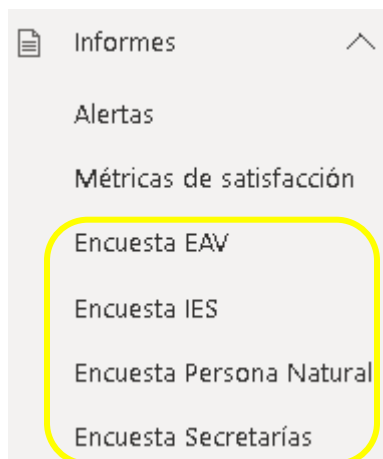 Informes
Alertas
Métricas de satisfacción
Encuesta EAV
Encuesta IES
Encuesta Persona Natural
Encuesta Secretarías